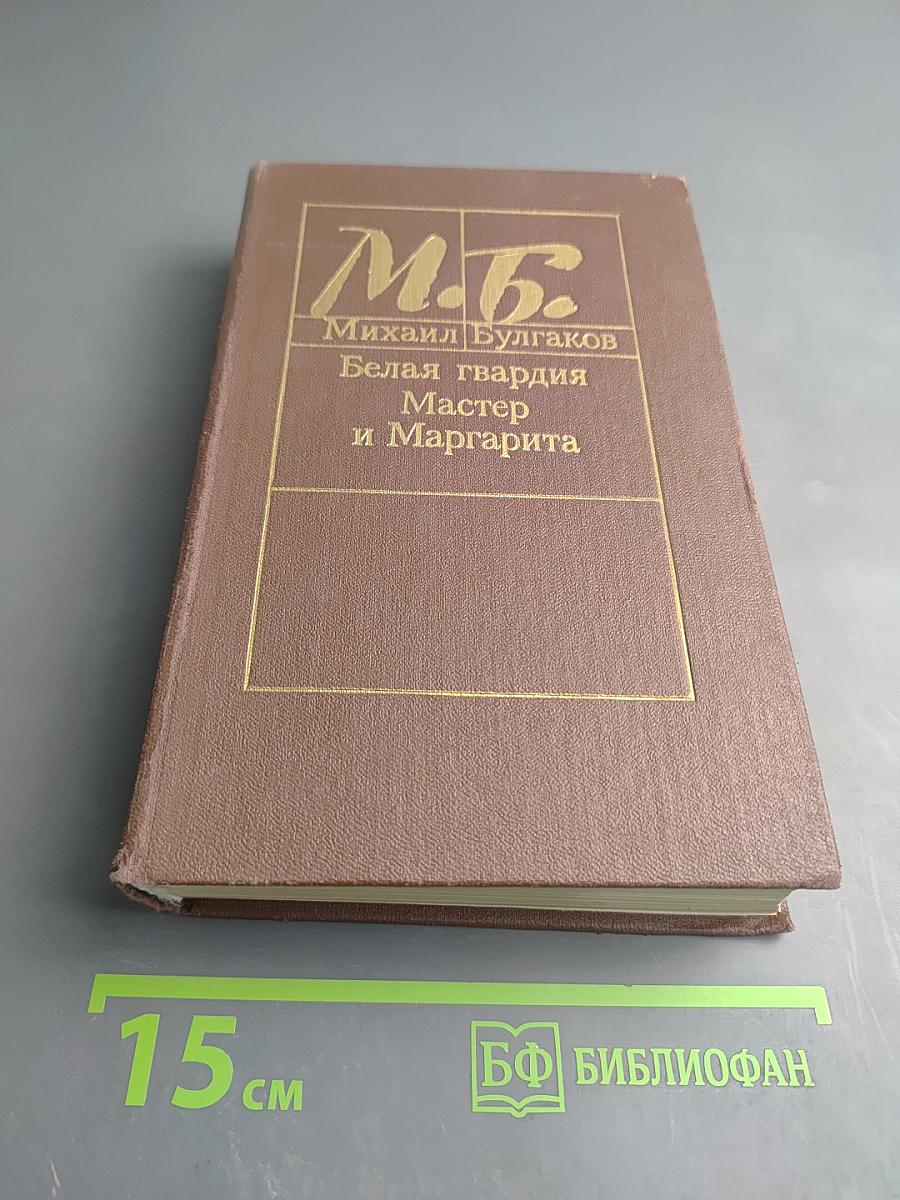 М.Б.
Михаил Булгаков
Белая гвардия
Мастер
и Маргарита
15 см
БФ БИБЛИОФАН